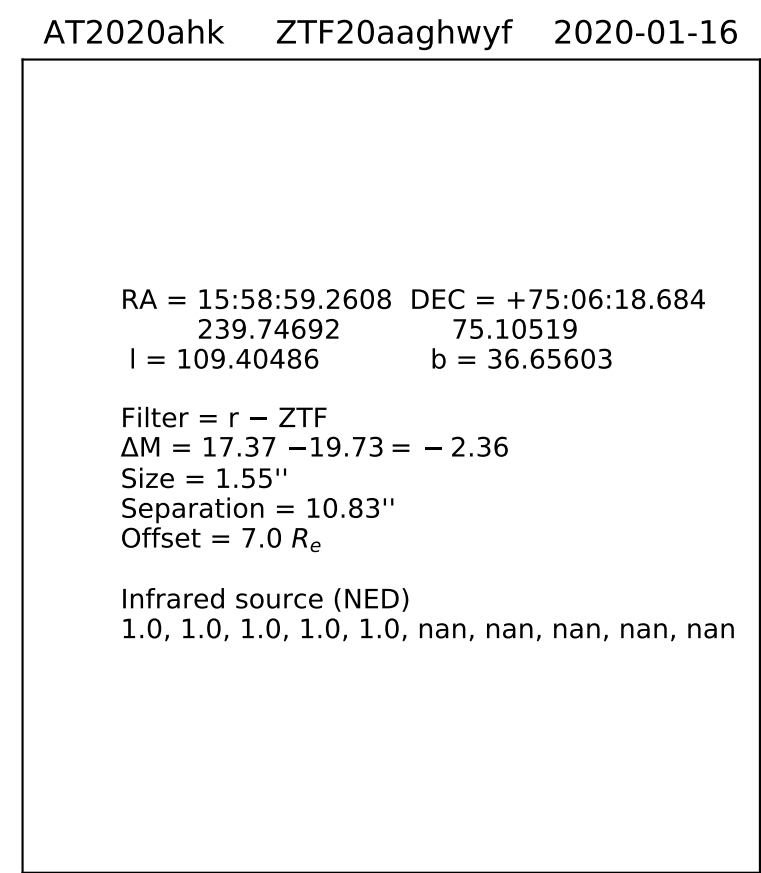 AT2020ahk ZTF20aaghwyf 2020-01-16
RA = 15:58:59.2608 DEC = +75:06:18.684
239.74692 75.10519
l = 109.40486 b = 36.65603
Filter = r − ZTF
ΔM = 17.37 −19.73 = − 2.36
Size = 1.55''
Separation = 10.83''
Offset = 7.0 Rₑ
Infrared source (NED)
1.0, 1.0, 1.0, 1.0, 1.0, nan, nan, nan, nan, nan